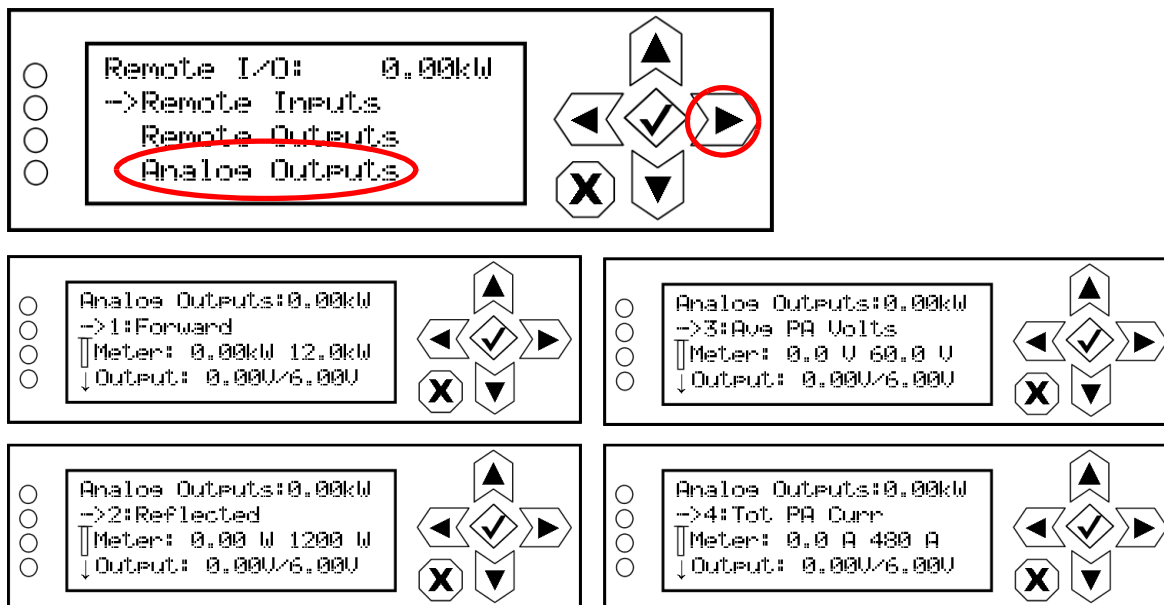 Remote I/O:    0.00kW
->Remote Inputs
Remote Outputs
Analog Outputs
X
Analog Outputs:0.00kW
->1:Forward
Meter: 0.00kW 12.0kW
↓Output: 0.00V/6.00V
X
Analog Outputs:0.00kW
->3:Ave PA Volts
Meter: 0.0 V 60.0 V
↓Output: 0.00V/6.00V
X
Analog Outputs:0.00kW
->2:Reflected
Meter: 0.00 W 1200 W
↓Output: 0.00V/6.00V
X
Analog Outputs:0.00kW
->4:Tot PA Curr
Meter: 0.0 A 480 A
↓Output: 0.00V/6.00V
X